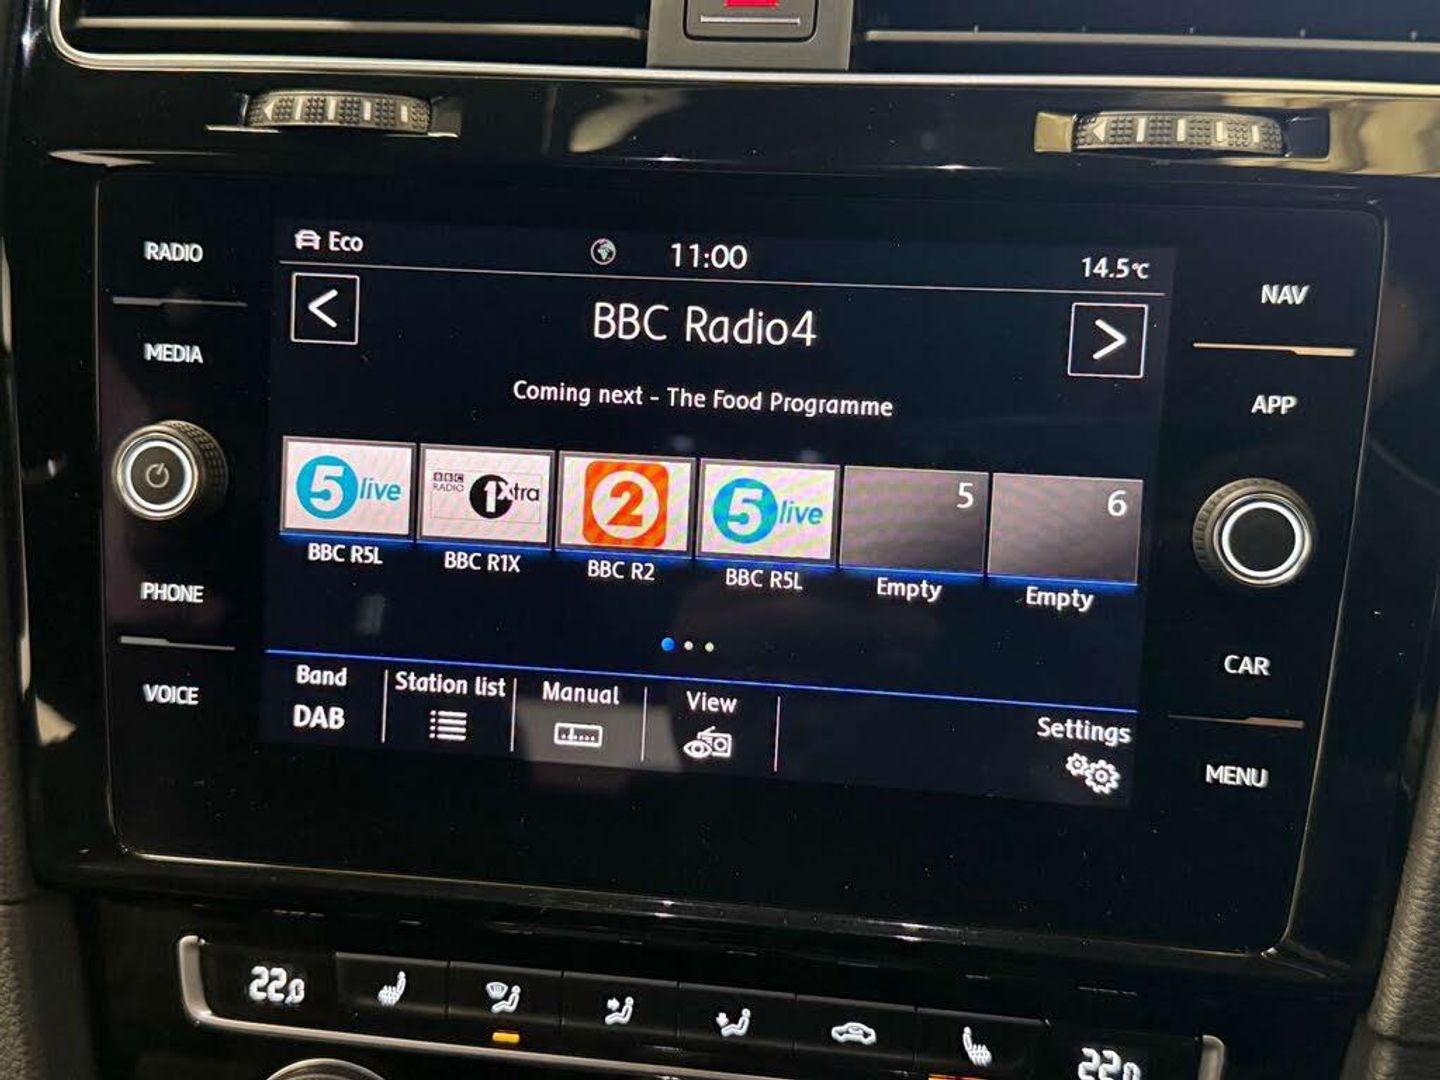 RADIO
MEDIA
PHONE
VOICE
Eco
11:00
14.5°C
<
BBC Radio4
>
Coming next - The Food Programme
5 live
BBC RADIO 1Xtra
2
5 live
5
6
BBC R5L
BBC R1X
BBC R2
BBC R5L
Empty
Empty
Band
DAB
Station list
Manual
View
Settings
NAV
APP
CAR
MENU
22.0
22.0